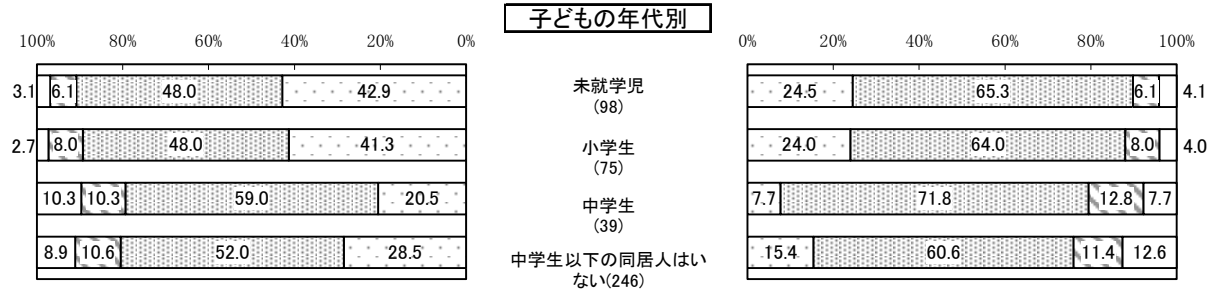 子どもの年代別
100% 80% 60% 40% 20% 0%
0% 20% 40% 60% 80% 100%
3.1 6.1 48.0 42.9
未就学児
(98)
24.5 65.3 6.1 4.1
2.7 8.0 48.0 41.3
小学生
(75)
24.0 64.0 8.0 4.0
10.3 10.3 59.0 20.5
中学生
(39)
7.7 71.8 12.8 7.7
8.9 10.6 52.0 28.5
中学生以下の同居人はい
ない(246)
15.4 60.6 11.4 12.6